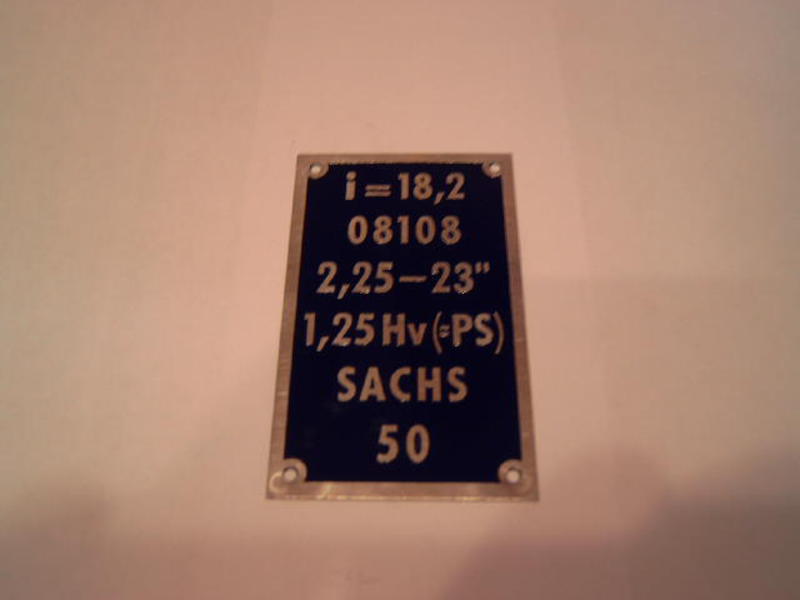 i = 18,2
08108
2,25-23"
1,25 Hv (=PS)
SACHS
50